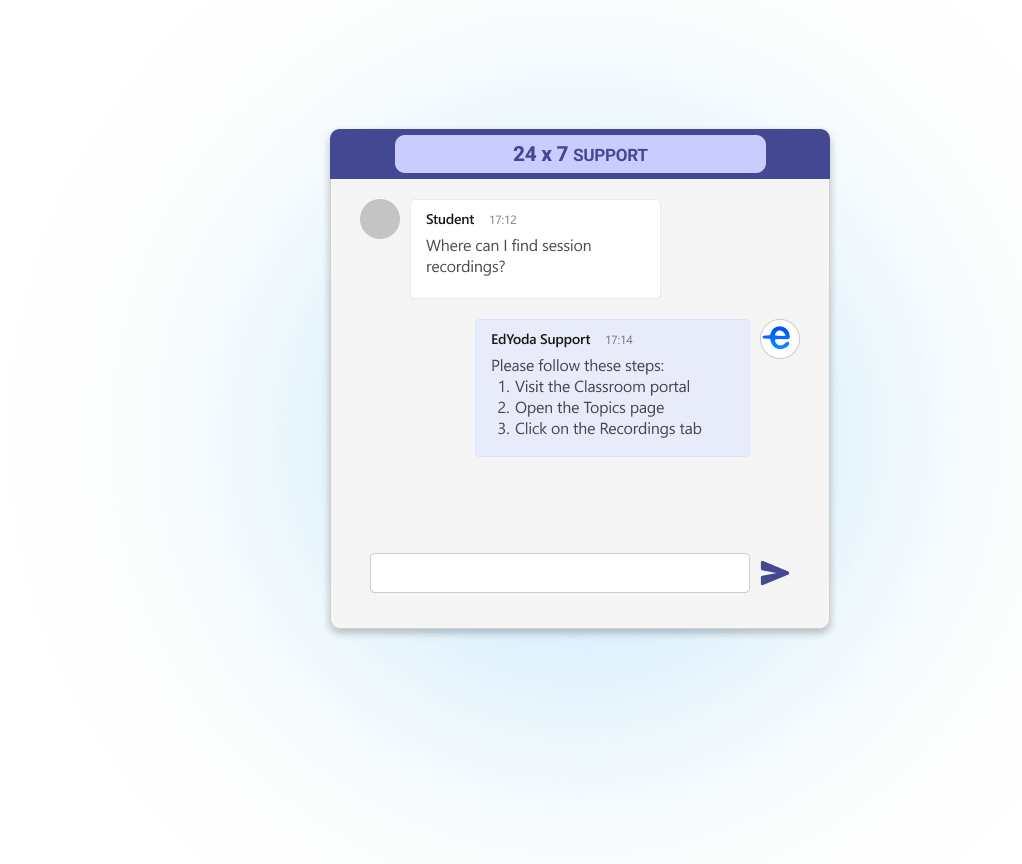 24 x 7 SUPPORT
Student 17:12
Where can I find session
recordings?
EdYoda Support 17:14
Please follow these steps:
1. Visit the Classroom portal
2. Open the Topics page
3. Click on the Recordings tab
e